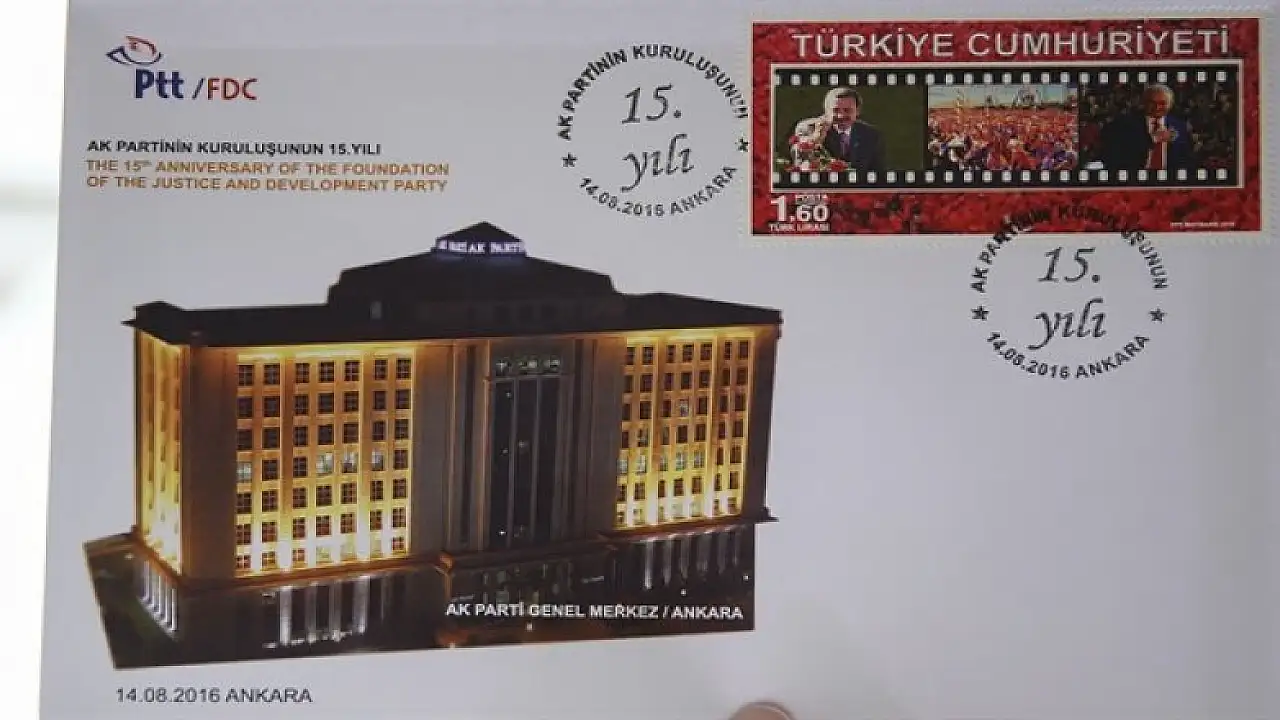 Ptt /FDC
AK PARTİNİN KURULUŞUNUN 15.YILI
THE 15th ANNIVERSARY OF THE FOUNDATION
OF THE JUSTICE AND DEVELOPMENT PARTY
AK PARTİNİN KURULUŞUNUN
15.
yılı
14.08.2016 ANKARA
TÜRKİYE CUMHURİYETİ
POSTA
1.60
TÜRK LİRASI
AK PARTİNİN KURULUŞUNUN
15.
yılı
14.08.2016 ANKARA
AK PARTİ
AK PARTİ GENEL MERKEZ / ANKARA
14.08.2016 ANKARA